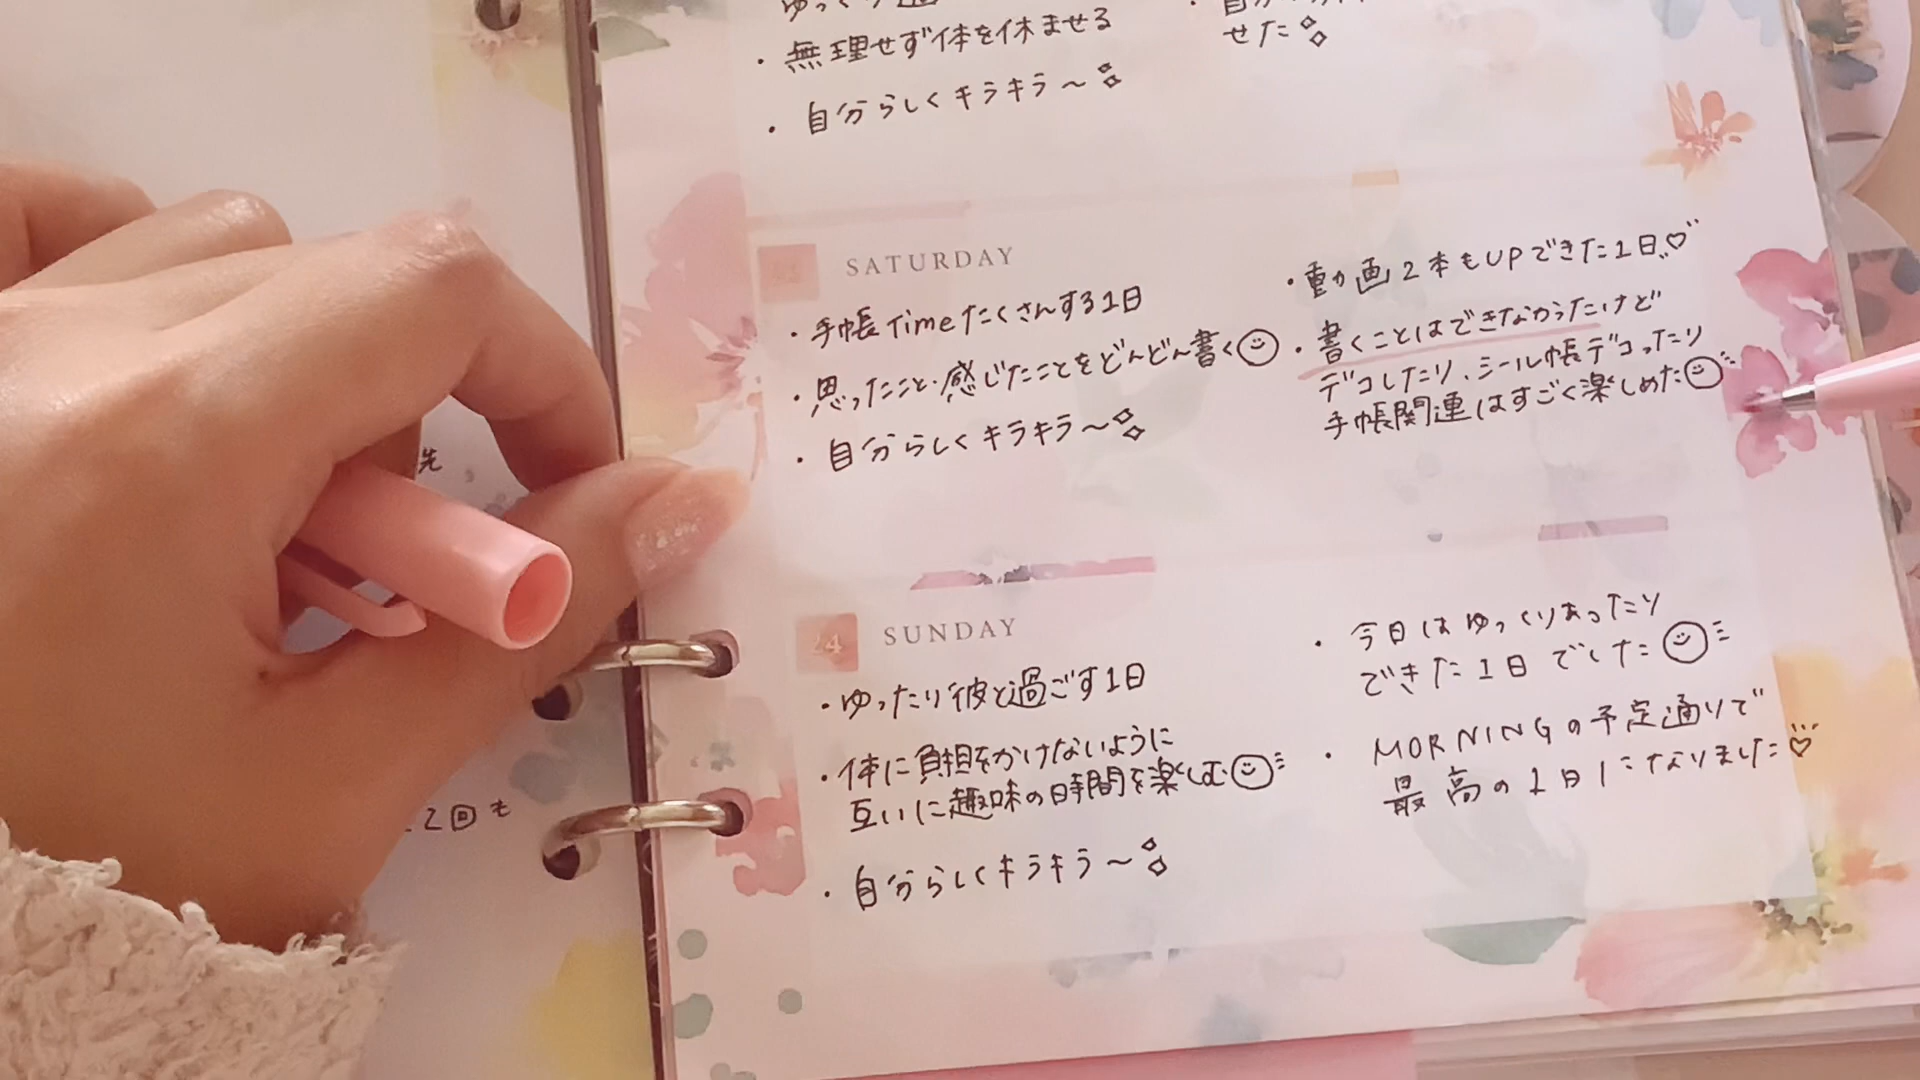 ・無理せず体を休ませる
せた
・自分らしくキラキラ〜
SATURDAY
・手帳Timeたくさんする1日
・思ったこと・感じたことをどんどん書く
・自分らしくキラキラ〜
・動画2本もUPできた1日♡
・書くことはできなかったけど
デコしたり、シール帳デコったり
手帳関連はすごく楽しめた
24 SUNDAY
・ゆったり彼と過ごす1日
・体に負担をかけないように
互いに趣味の時間を楽しむ
・自分らしくキラキラ〜
・今日はゆっくりまったり
できた1日でした
・MORNINGの予定通りで
最高の1日になりました♡
先
2回も